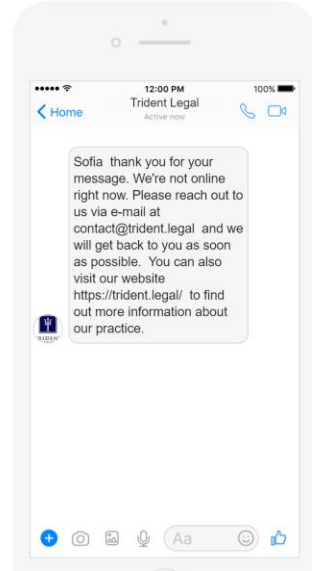 12:00 PM
100%
Home
Trident Legal
Active now
Sofia thank you for your
message. We're not online
right now. Please reach out to
us via e-mail at
contact@trident.legal and we
will get back to you as soon
as possible. You can also
visit our website
https://trident.legal/ to find
out more information about
our practice.
Aa